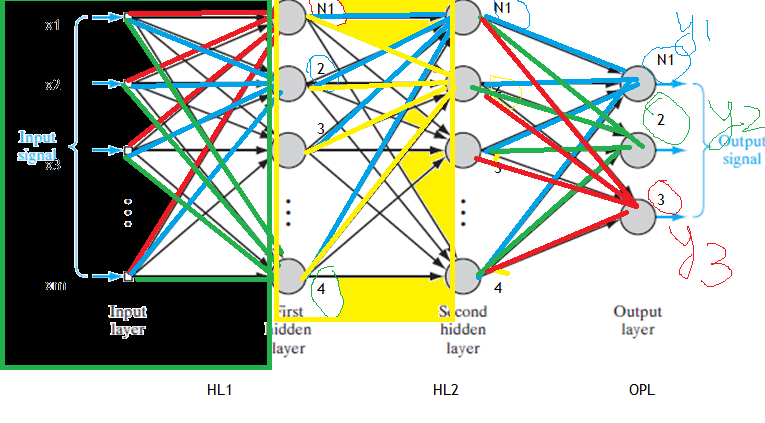 x1
x2
Input
signal
x3
xm
Input
layer
N1
2
3
4
First
hidden
layer
N1
3
4
Second
hidden
layer
N1
2
3
y1
y2
y3
Output
signal
Output
layer
HL1
HL2
OPL